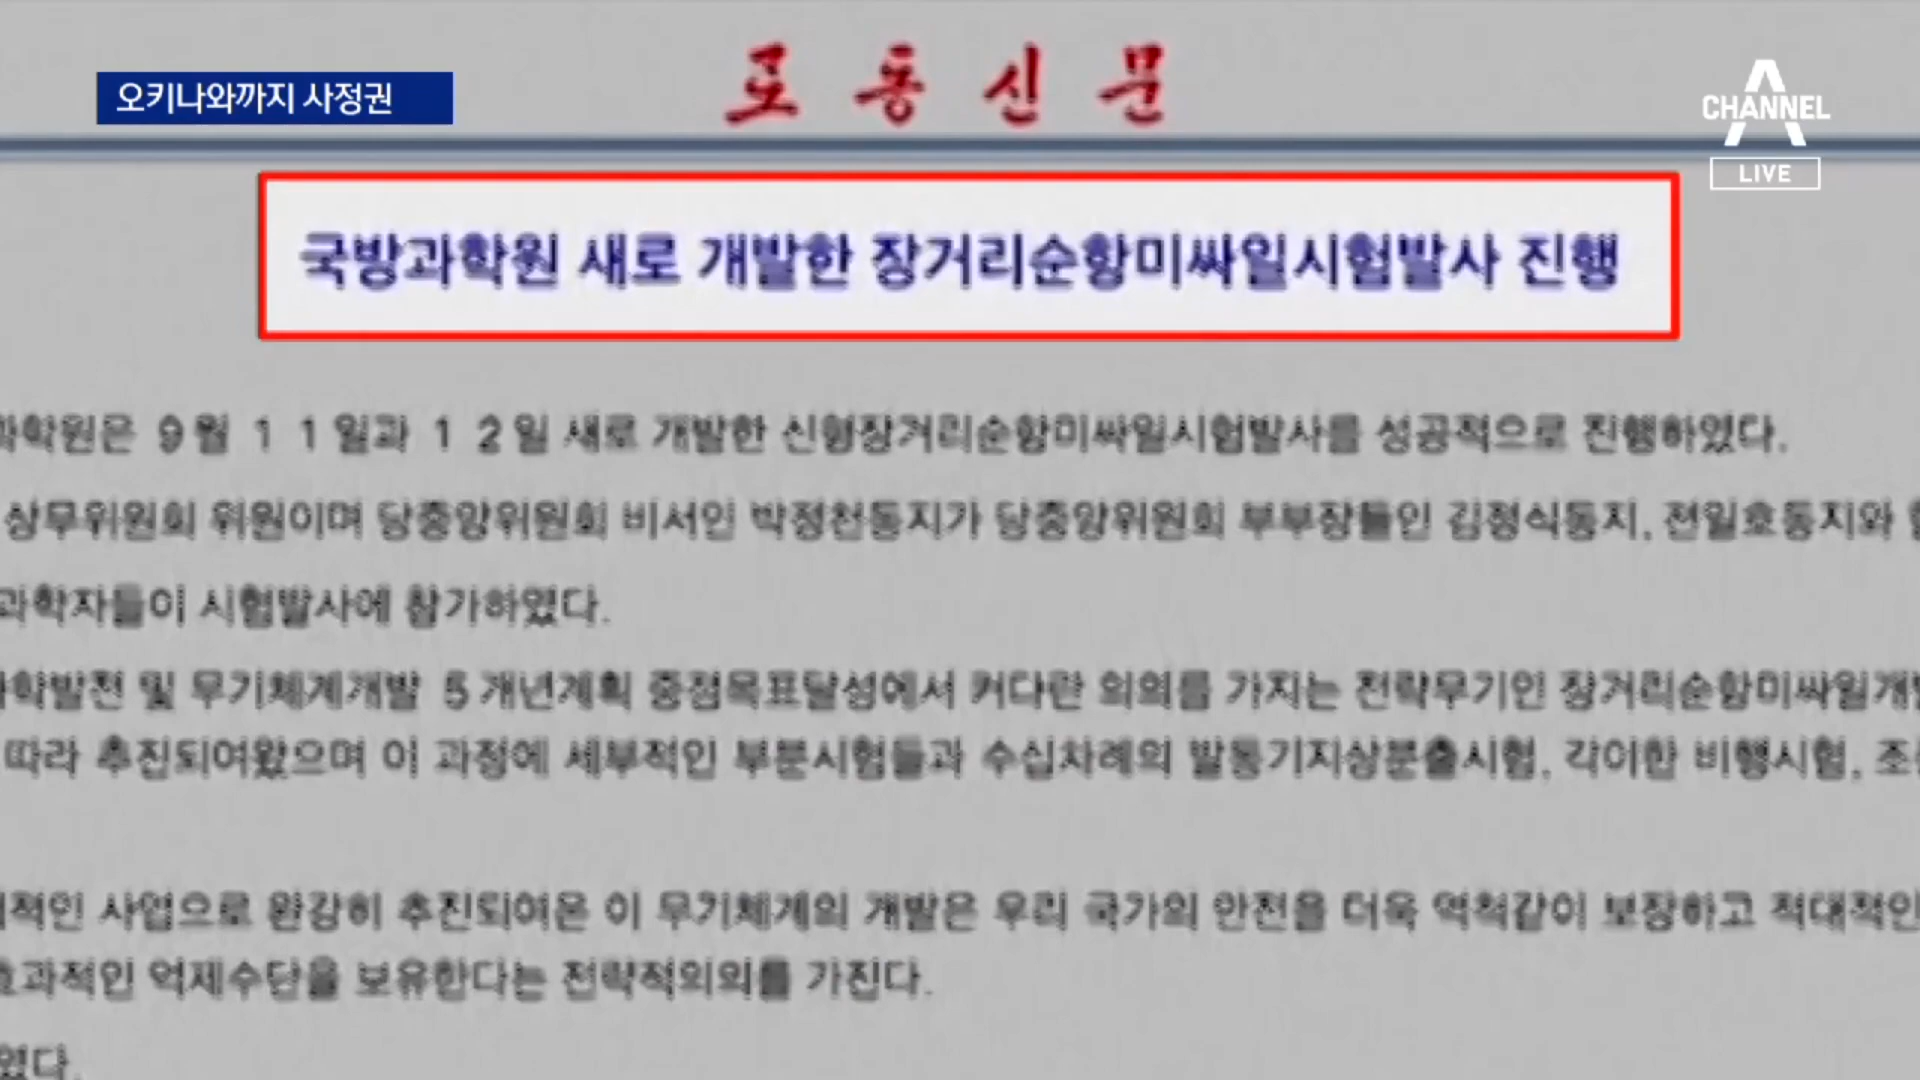 로동신문
오키나와까지 사정권
CHANNEL A
LIVE
국방과학원 새로 개발한 장거리순항미싸일시험발사 진행
과학원은 9월 11일과 12일 새로 개발한 신형장거리순항미싸일시험발사를 성공적으로 진행하였다.
상무위원회 위원이며 당중앙위원회 비서인 박정천동지가 당중앙위원회 부부장들인 김정식동지, 전일호동지와
과학자들이 시험발사에 참가하였다.
학발전 및 무기체계개발 5개년계획 중점목표달성에서 커다란 의의를 가지는 전략무기인 장거리순항미싸일개발
따라 추진되여왔으며 이 과정에 세부적인 부분시험들과 수십차례의 발동기지상분출시험, 각이한 비행시험,
적인 사업으로 완강히 추진되여온 이 무기체계의 개발은 우리 국가의 안전을 더욱 억척같이 보장하고 적대적인
효과적인 억제수단을 보유한다는 전략적의의를 가진다.
였다.